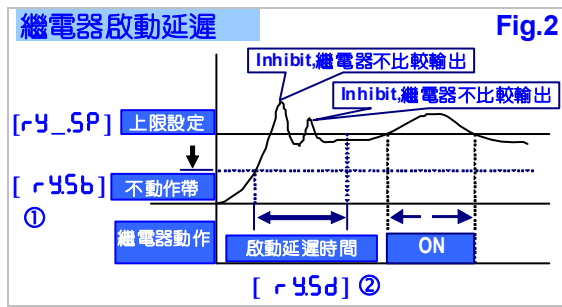 繼電器啟動延遲
Fig.2
Inhibit,繼電器不比較輸出
Inhibit,繼電器不比較輸出
[rY_.SP] 上限設定
[ rY.Sb] 不動作帶
①
繼電器動作 啟動延遲時間 ON
[ rY.Sd] ②